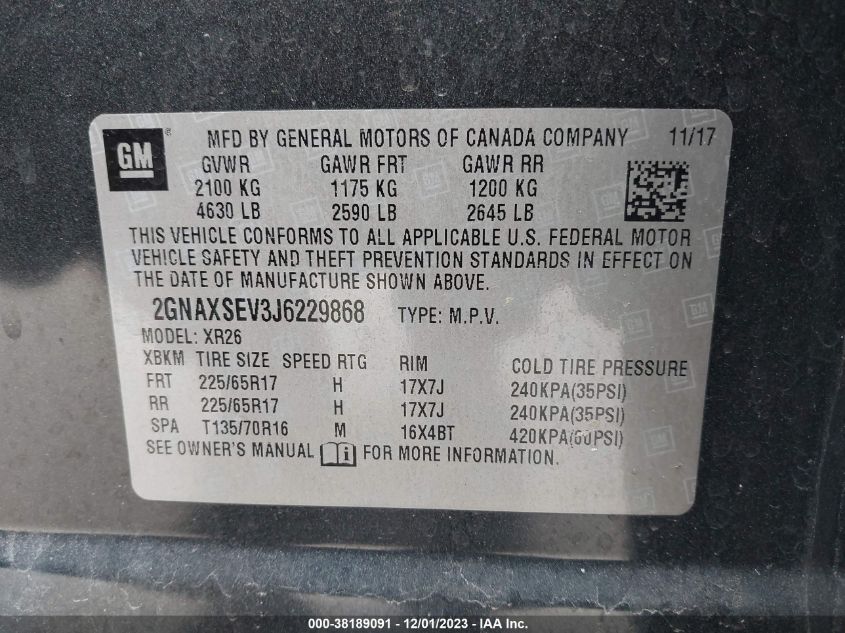 GM ® MFD BY GENERAL MOTORS OF CANADA COMPANY 11/17
GVWR GAWR FRT GAWR RR
2100 KG 1175 KG 1200 KG
4630 LB 2590 LB 2645 LB
THIS VEHICLE CONFORMS TO ALL APPLICABLE U.S. FEDERAL MOTOR
VEHICLE SAFETY AND THEFT PREVENTION STANDARDS IN EFFECT ON
THE DATE OF MANUFACTURE SHOWN ABOVE.
2GNAXSEV3J6229868 TYPE: M.P.V.
MODEL: XR26
XBKM TIRE SIZE SPEED RTG RIM COLD TIRE PRESSURE
FRT 225/65R17 H 17X7J 240KPA(35PSI)
RR 225/65R17 H 17X7J 240KPA(35PSI)
SPA T135/70R16 M 16X4BT 420KPA(60PSI)
SEE OWNER'S MANUAL i FOR MORE INFORMATION.
000-38189091 - 12/01/2023 - IAA Inc.